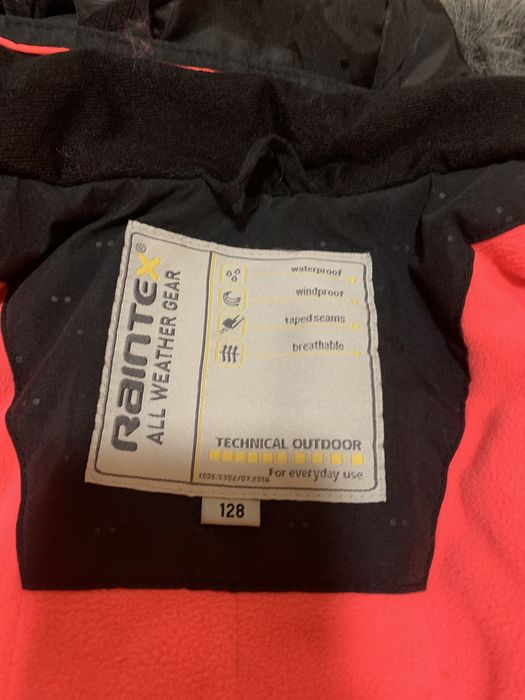 RAINTEX®
ALL WEATHER GEAR
waterproof
windproof
taped seams
breathable
TECHNICAL OUTDOOR
For everyday use
128